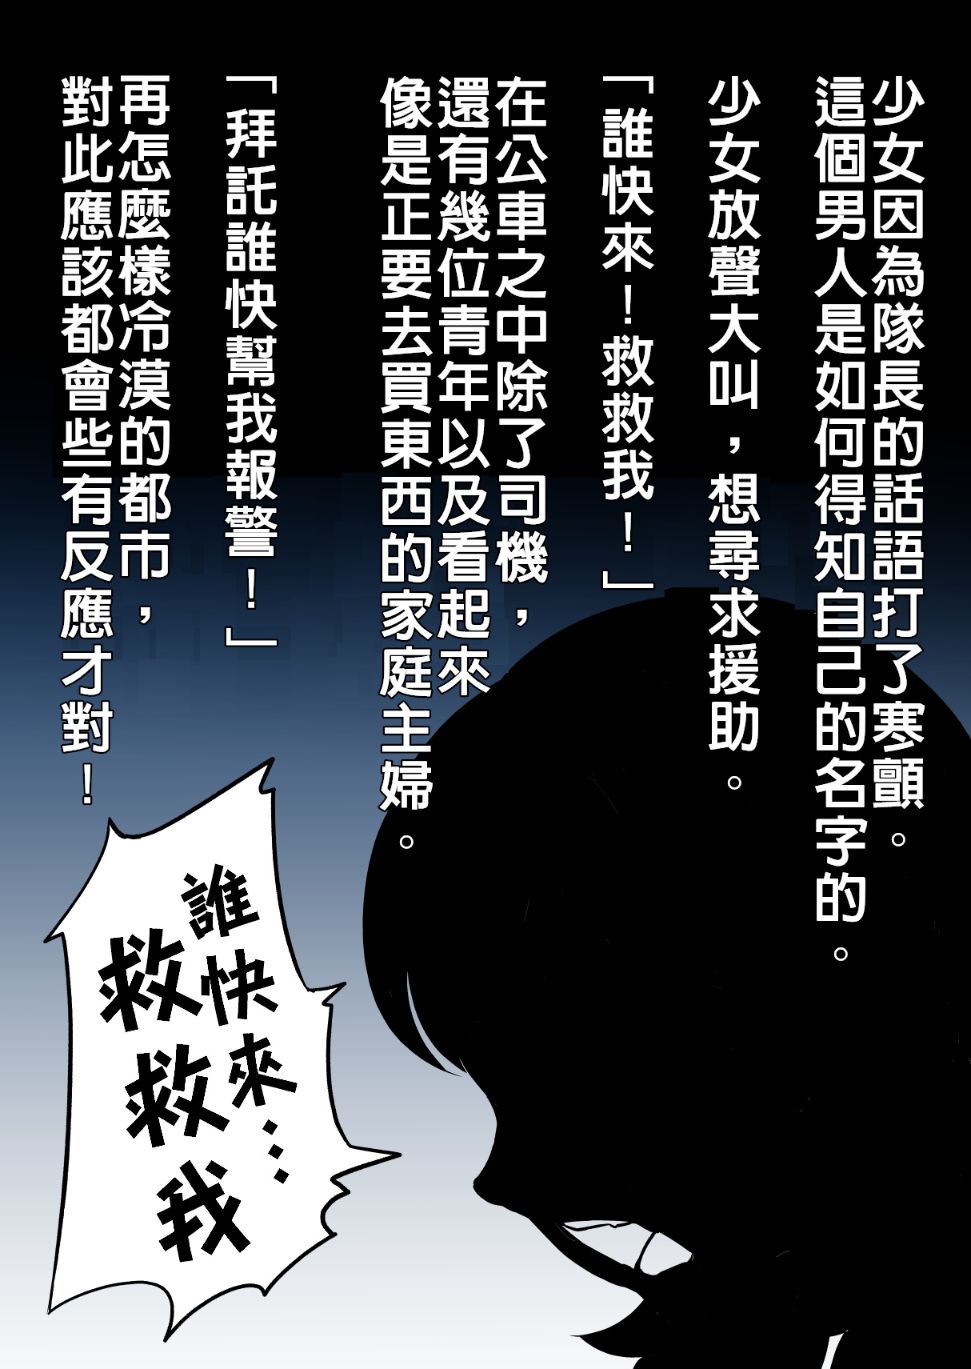 少女因為隊長的話語打了寒顫。
這個男人是如何得知自己的名字的。
少女放聲大叫，想尋求援助。
「誰快來！救救我！」
在公車之中除了司機，
還有幾位青年以及看起來
像是正要去買東西的家庭主婦。
「拜託誰快幫我報警！」
再怎麼樣冷漠的都市，
對此應該都會些有反應才對！
誰快來…
救救我